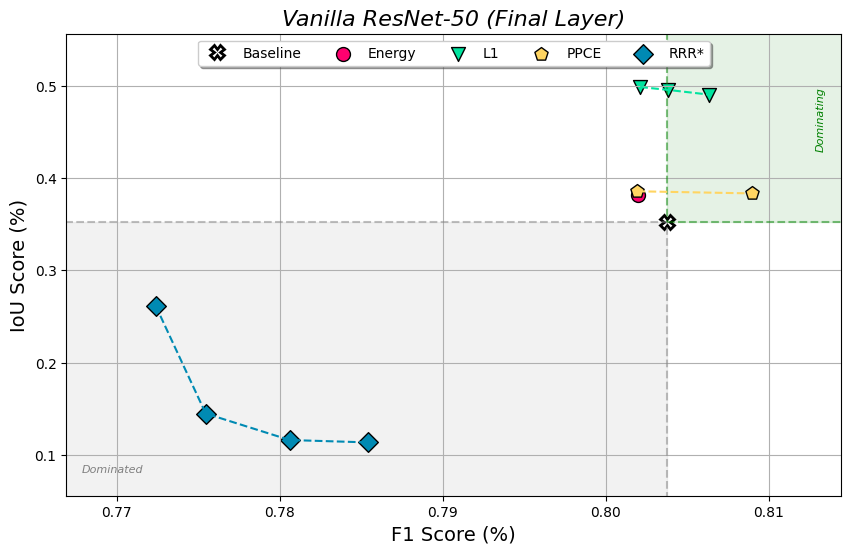 Vanilla ResNet-50 (Final Layer)
Baseline Energy L1 PPCE RRR*
Dominating
IoU Score (%)
0.5
0.4
0.3
0.2
0.1
Dominated
0.77 0.78 0.79 0.80 0.81
F1 Score (%)